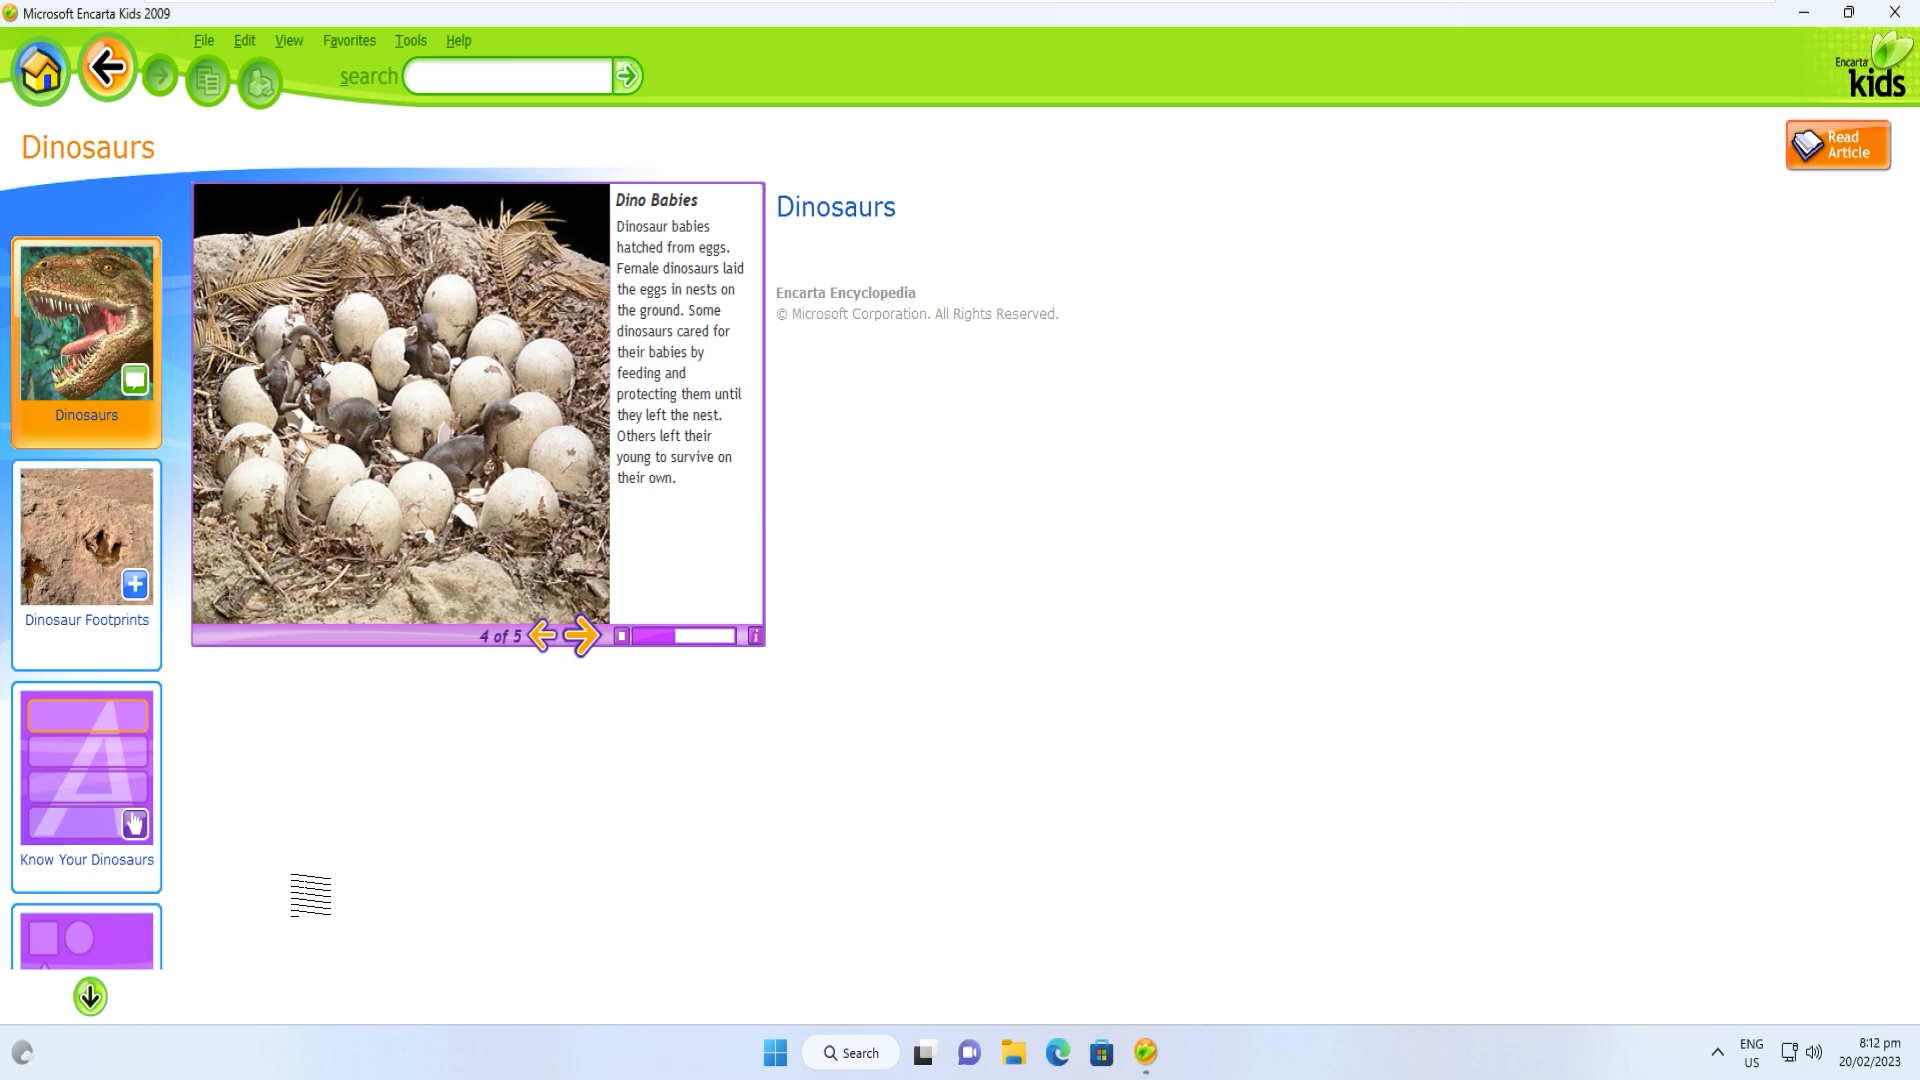 Microsoft Encarta Kids 2009
File Edit View Favorites Tools Help
search
Encarta
kids
Dinosaurs
Read
Article
Dinosaurs
Dinosaur Footprints
Know Your Dinosaurs
Dino Babies
Dinosaur babies
hatched from eggs.
Female dinosaurs laid
the eggs in nests on
the ground. Some
dinosaurs cared for
their babies by
feeding and
protecting them until
they left the nest.
Others left their
young to survive on
their own.
4 of 5
i
Dinosaurs
Encarta Encyclopedia
© Microsoft Corporation. All Rights Reserved.
Search
ENG
US
8:12 pm
20/02/2023